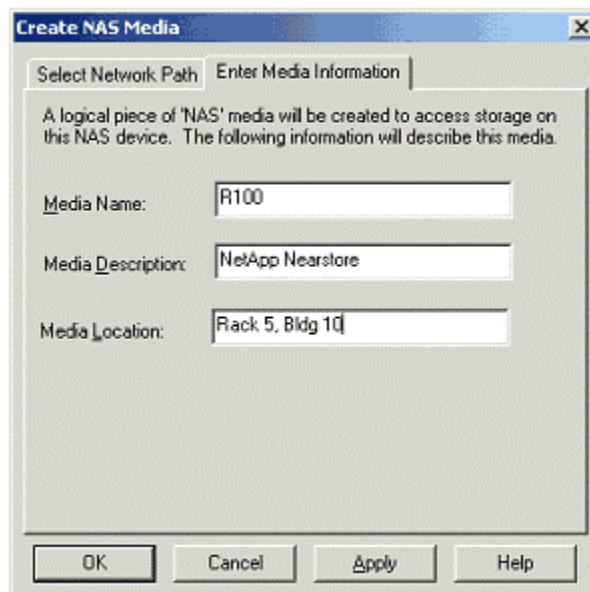 Create NAS Media
Select Network Path
Enter Media Information
A logical piece of 'NAS' media will be created to access storage on
this NAS device. The following information will describe this media.
Media Name:
R100
Media Description:
NetApp Nearstore
Media Location:
Rack 5, Bldg 10
OK
Cancel
Apply
Help